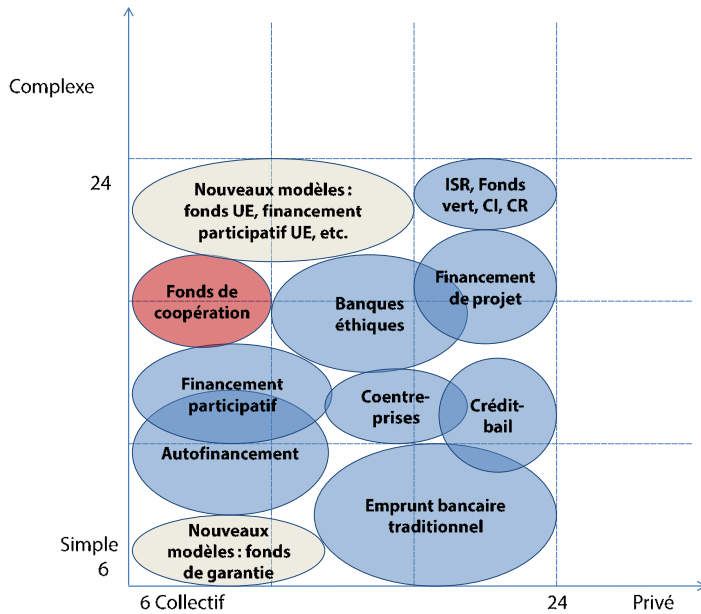 Complexe
24
Nouveaux modèles :
fonds UE, financement
participatif UE, etc.
ISR, Fonds
vert, CI, CR
Fonds de
coopération
Banques
éthiques
Financement
de projet
Financement
participatif
Coentre-
prises
Crédit-
bail
Autofinancement
Emprunt bancaire
traditionnel
Nouveaux
modèles : fonds
de garantie
Simple
6
6 Collectif
24
Privé